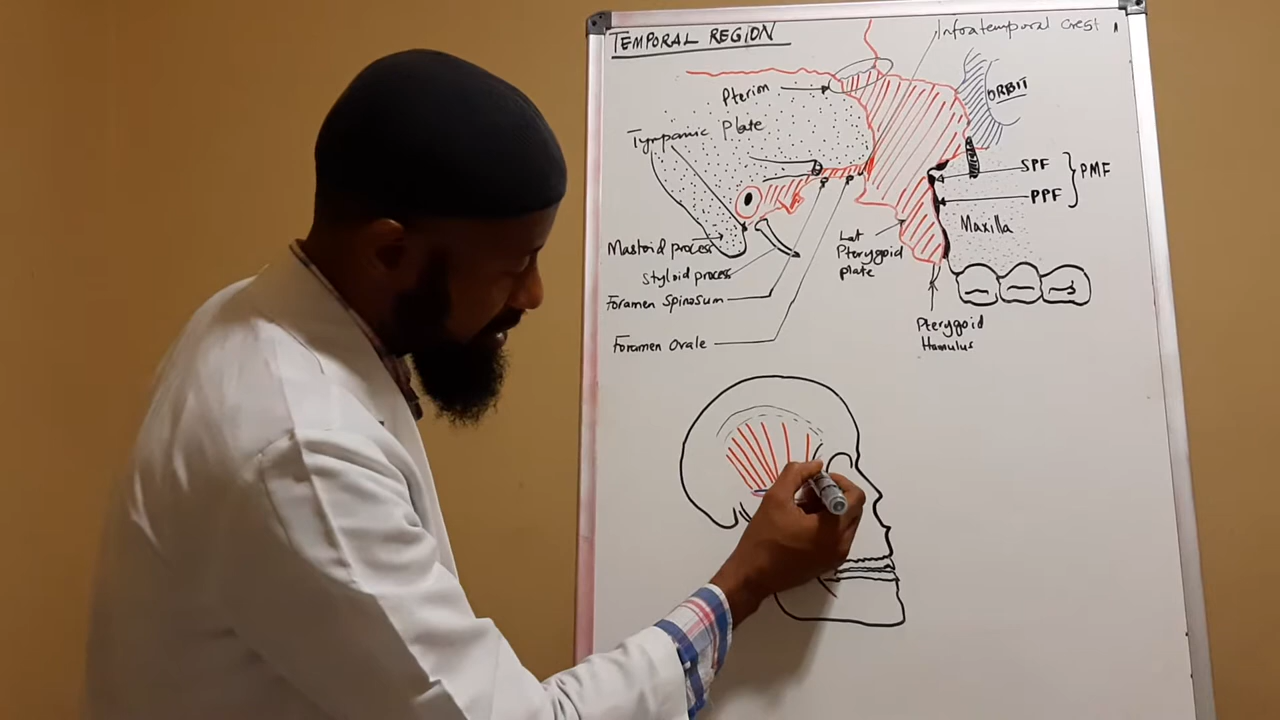 TEMPORAL REGION
Infratemporal Crest
Pterion
ORBIT
Tympanic Plate
SPF
PMF
PPF
Maxilla
Mastoid process
Lat
Pterygoid
plate
Styloid process
Foramen Spinosum
Foramen Ovale
Pterygoid
Hamulus